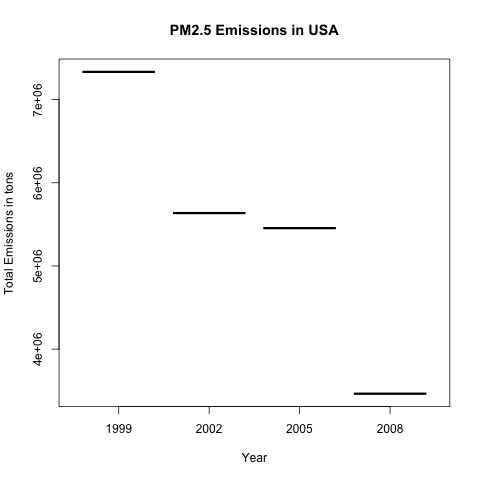 PM2.5 Emissions in USA
Total Emissions in tons
7e+06
6e+06
5e+06
4e+06
1999 2002 2005 2008
Year